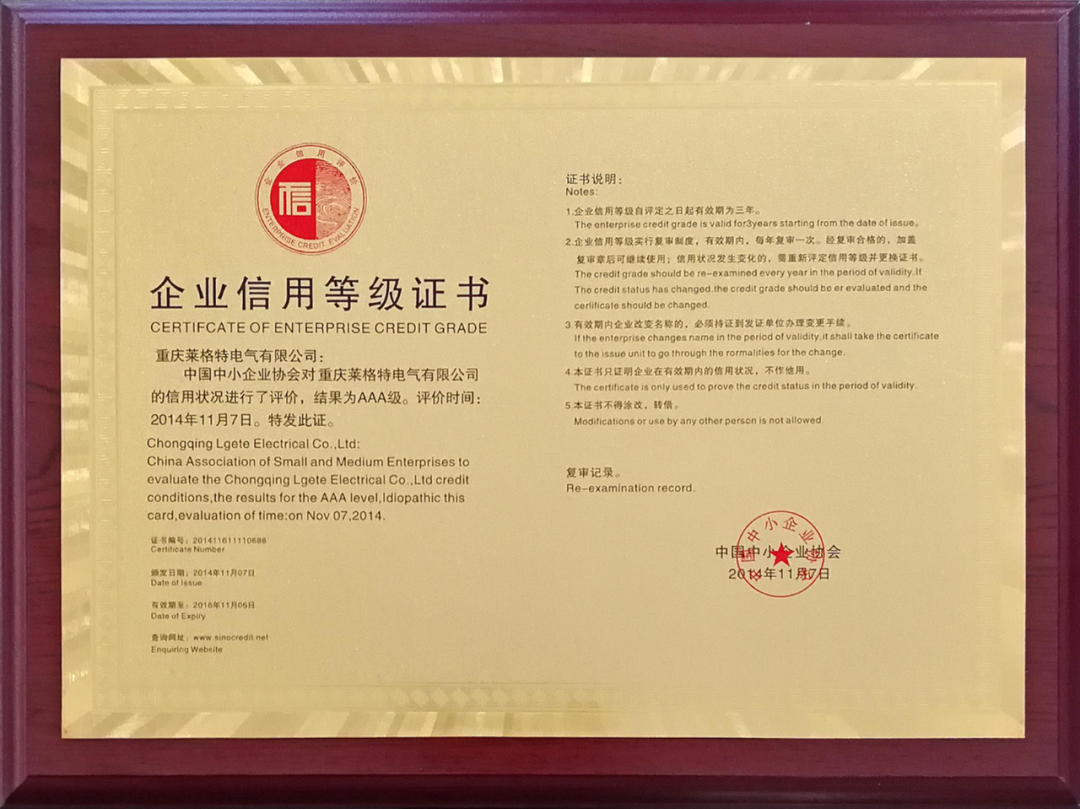 企业信用评价
信
ENTERPRISE CREDIT EVALUATION
企业信用等级证书
CERTIFCATE OF ENTERPRISE CREDIT GRADE
重庆莱格特电气有限公司：
中国中小企业协会对重庆莱格特电气有限公司
的信用状况进行了评价，结果为AAA级。评价时间：
2014年11月7日。特发此证。
Chongqing Lgete Electrical Co.,Ltd:
China Association of Small and Medium Enterprises to
evaluate the Chongqing Lgete Electrical Co.,Ltd credit
conditions,the results for the AAA level,Idiopathic this
card,evaluation of time:on Nov 07,2014.
证书编号：201411611110688
Certificate Number
颁发日期：2014年11月07日
Date of Issue
有效期至：2016年11月06日
Date of Expiry
查询网址：www.sinocredit.net
Enquiring Website
证书说明：
Notes:
1.企业信用等级自评定之日起有效期为三年。
The enterprise credit grade is valid for3years starting from the date of issue。
2.企业信用等级实行复审制度，有效期内，每年复审一次。经复审合格的，加盖
复审章后可继续使用；信用状况发生变化的，需重新评定信用等级并更换证书。
The credit grade should be re-examined every year in the period of validity.If
The credit status has changed.the credit grade should be er evaluated and the
cerlificate should be changed.
3.有效期内企业改变名称的，必须持证到发证单位办理变更手续。
If the enterprise changes name in the period of validity,it shall take the certificate
to the issue unit to go through the rormalities for the change.
4.本证书只证明企业在有效期内的信用状况，不作他用。
The certificate is only used to prove the credit status in the period of validity.
5.本证书不得涂改，转借。
Modifications or use by any other person is not allowed.
复审记录。
Re-examination record.
中国中小企业协会
中国中小企业协会
2014年11月7日